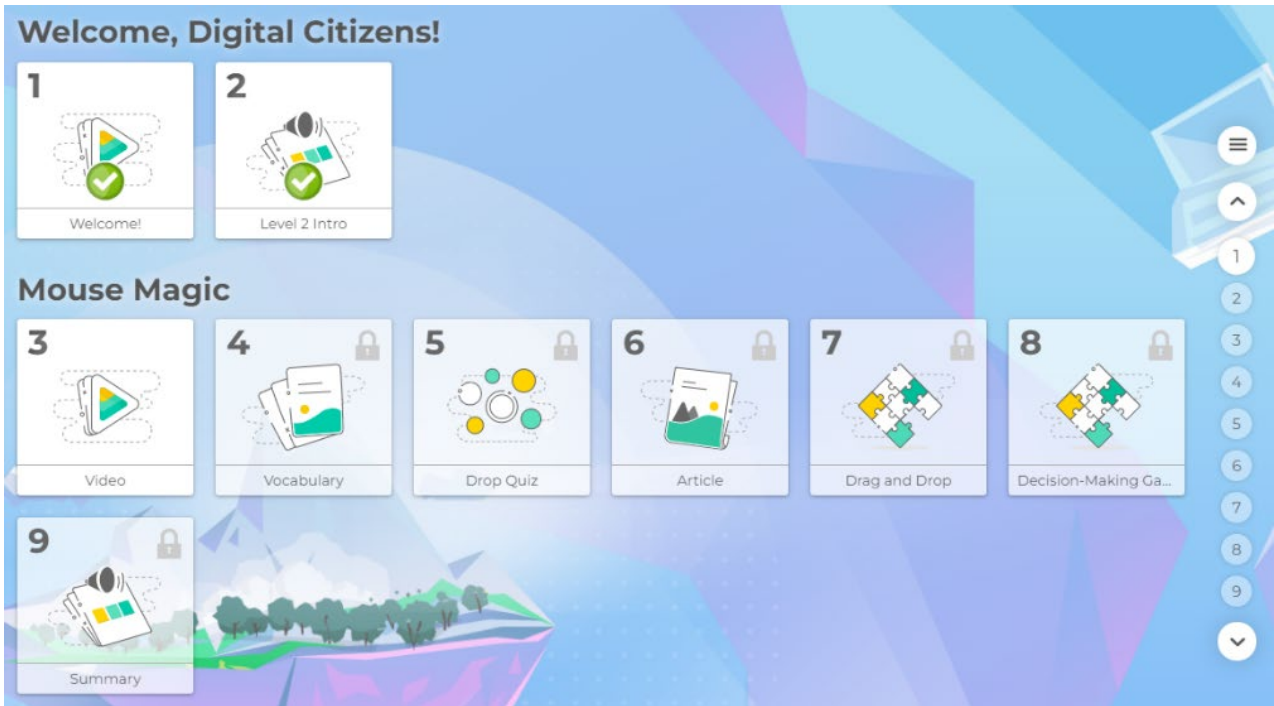 Welcome, Digital Citizens!
1
2
Welcome!
Level 2 Intro
Mouse Magic
3
4
5
6
7
8
Video
Vocabulary
Drop Quiz
Article
Drag and Drop
Decision-Making Ga...
9
Summary
1
2
3
4
5
6
7
8
9